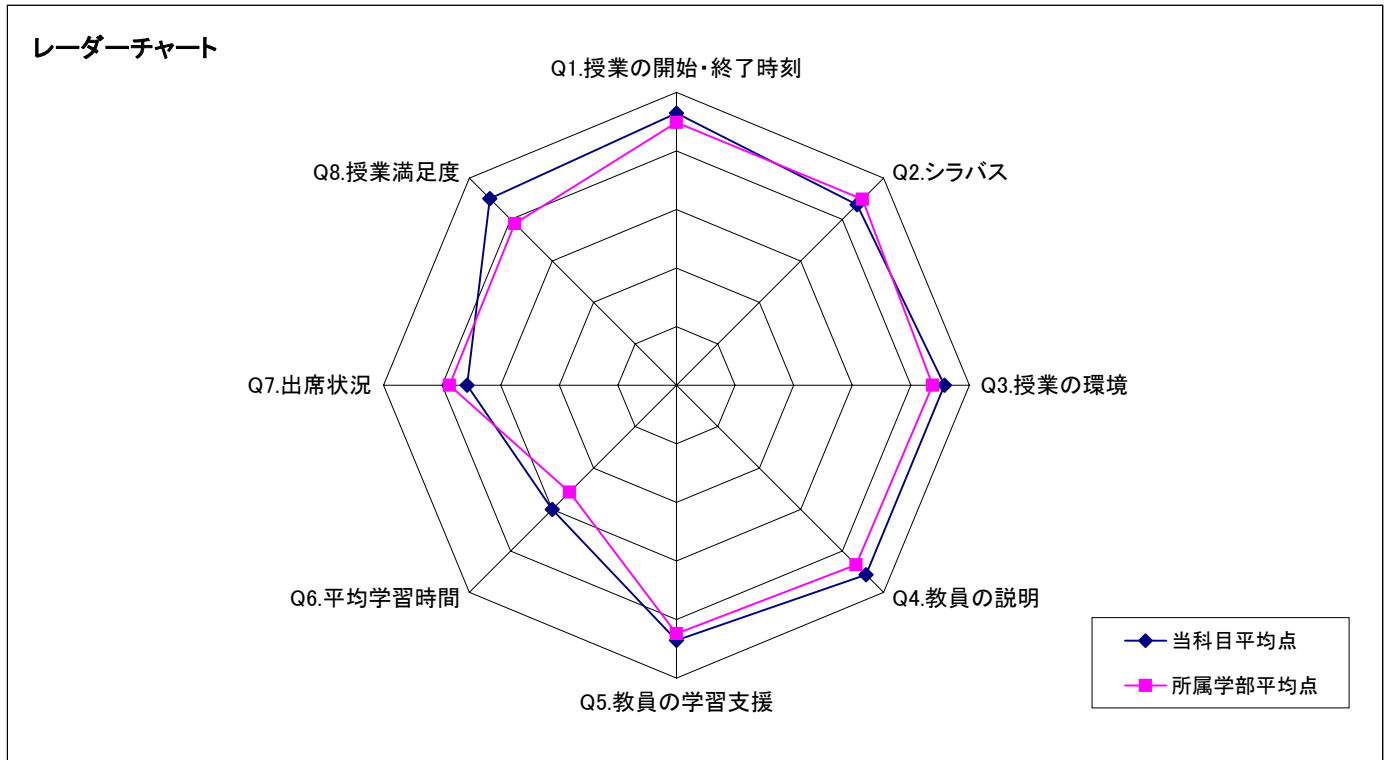 レーダーチャート
Q1.授業の開始・終了時刻
Q2.シラバス
Q3.授業の環境
Q4.教員の説明
Q5.教員の学習支援
Q6.平均学習時間
Q7.出席状況
Q8.授業満足度
当科目平均点
所属学部平均点